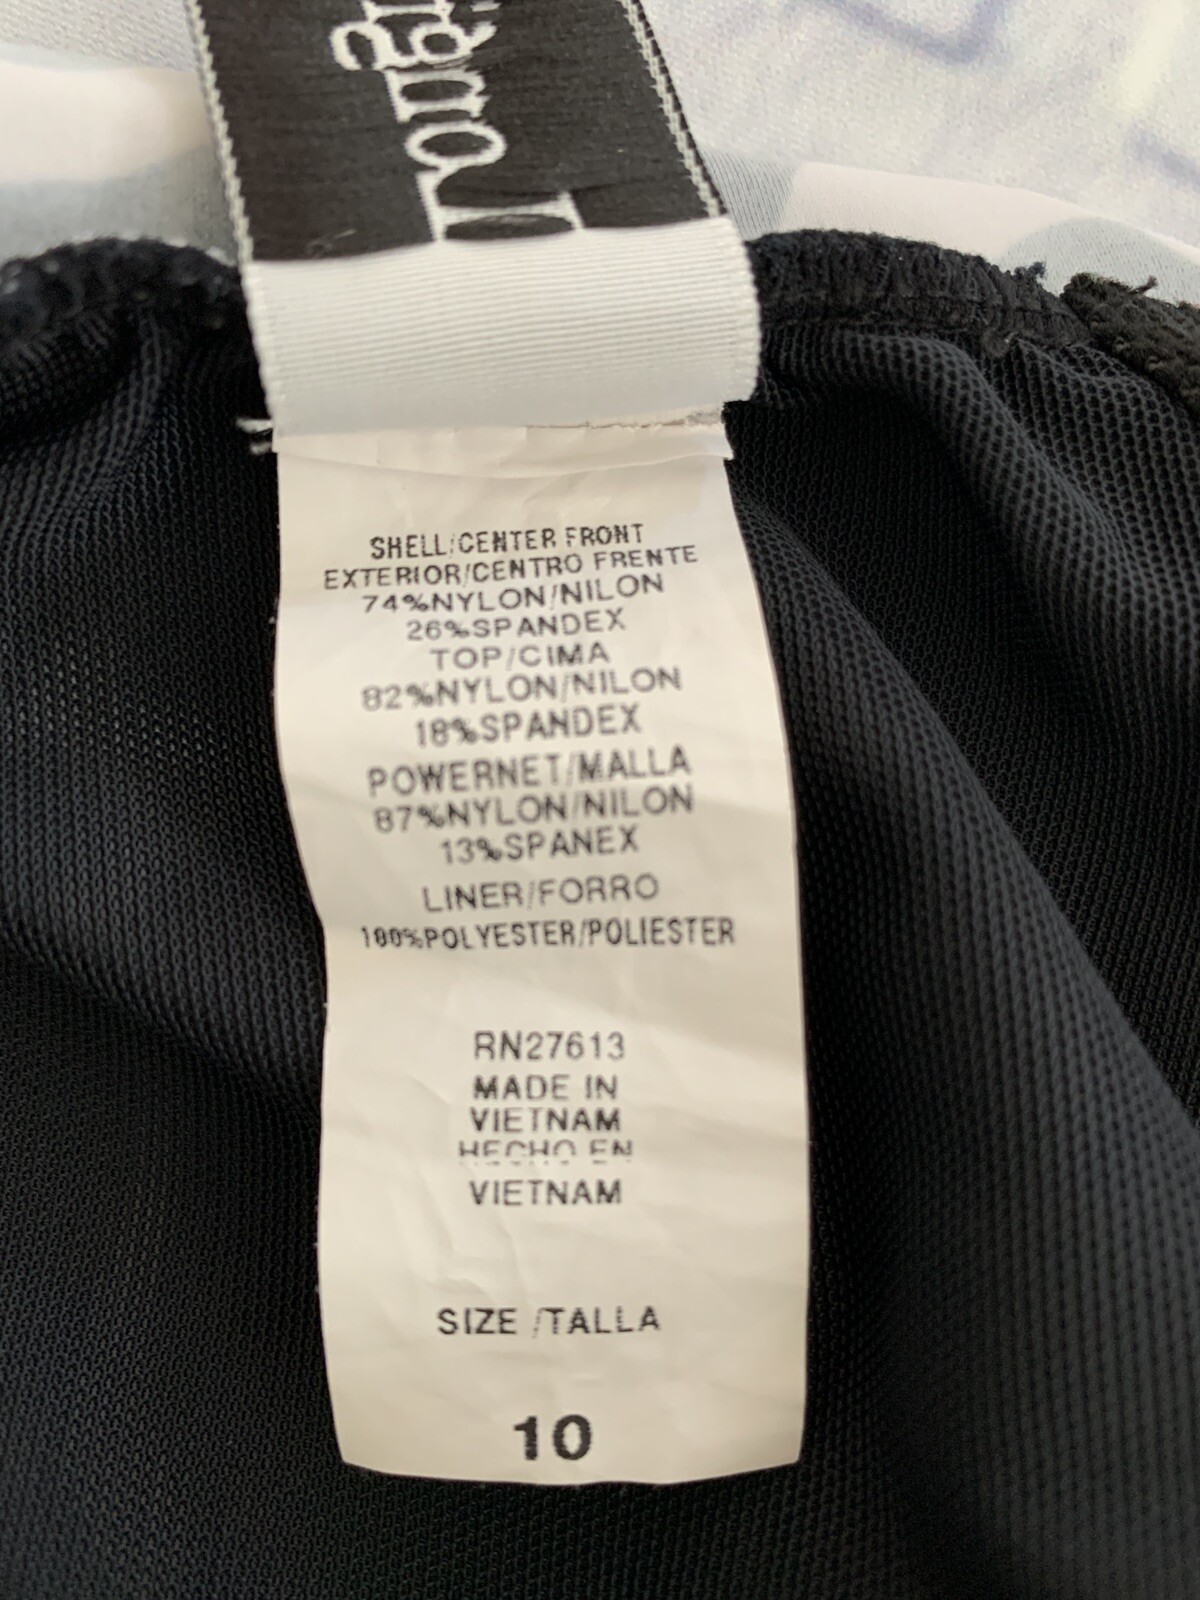 SHELL/CENTER FRONT
EXTERIOR/CENTRO FRENTE
74%NYLON/NILON
26%SPANDEX
TOP/CIMA
82%NYLON/NILON
18%SPANDEX
POWERNET/MALLA
87%NYLON/NILON
13%SPANEX
LINER/FORRO
100%POLYESTER/POLIESTER
RN27613
MADE IN
VIETNAM
HECHO EN
VIETNAM
SIZE /TALLA
10